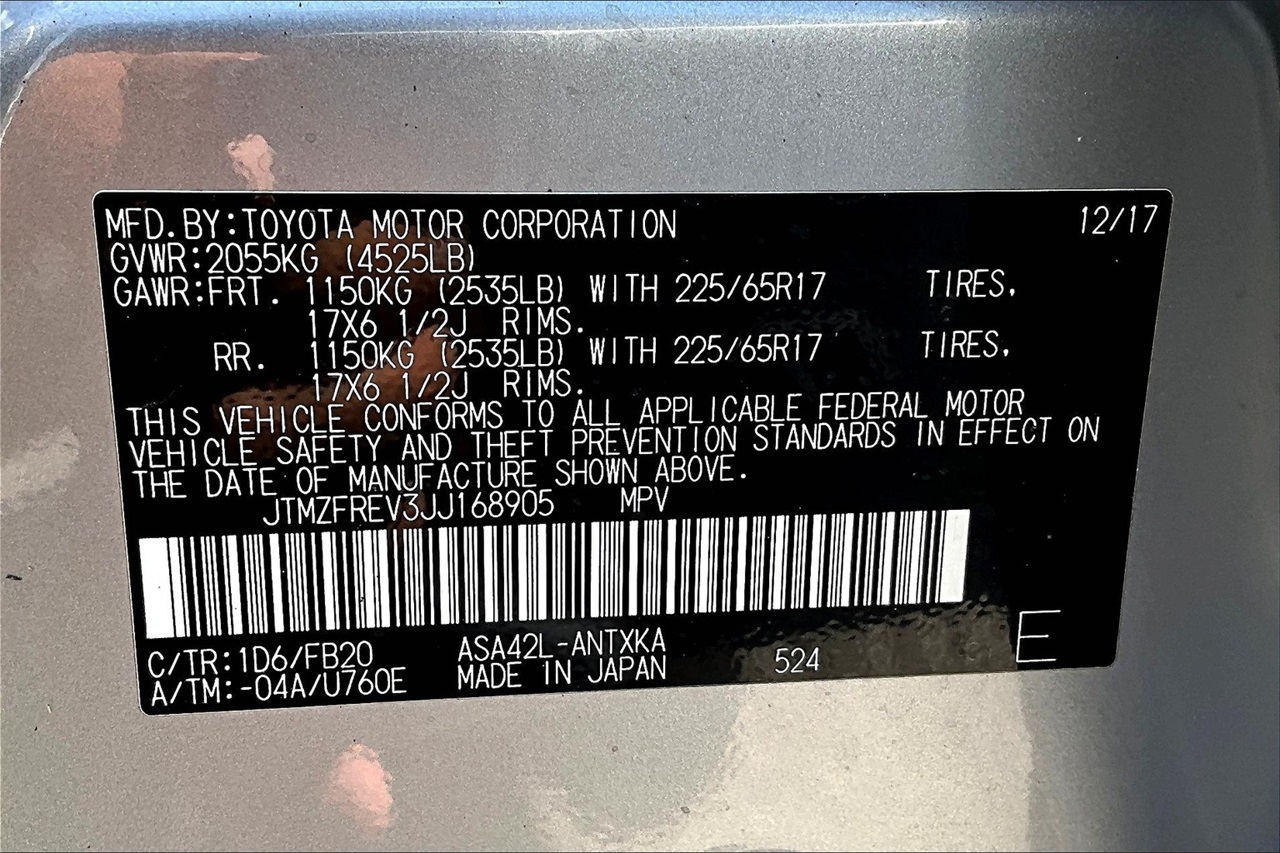 MFD.BY:TOYOTA MOTOR CORPORATION 12/17
GVWR:2055KG (4525LB)
GAWR:FRT. 1150KG (2535LB) WITH 225/65R17 TIRES,
17X6 1/2J RIMS.
RR. 1150KG (2535LB) WITH 225/65R17 TIRES,
17X6 1/2J RIMS.
THIS VEHICLE CONFORMS TO ALL APPLICABLE FEDERAL MOTOR
VEHICLE SAFETY AND THEFT PREVENTION STANDARDS IN EFFECT ON
THE DATE OF MANUFACTURE SHOWN ABOVE.
JTMZFREV3JJ168905 MPV
C/TR:1D6/FB20 ASA42L-ANTXKA
A/TM:-04A/U760E MADE IN JAPAN 524 E